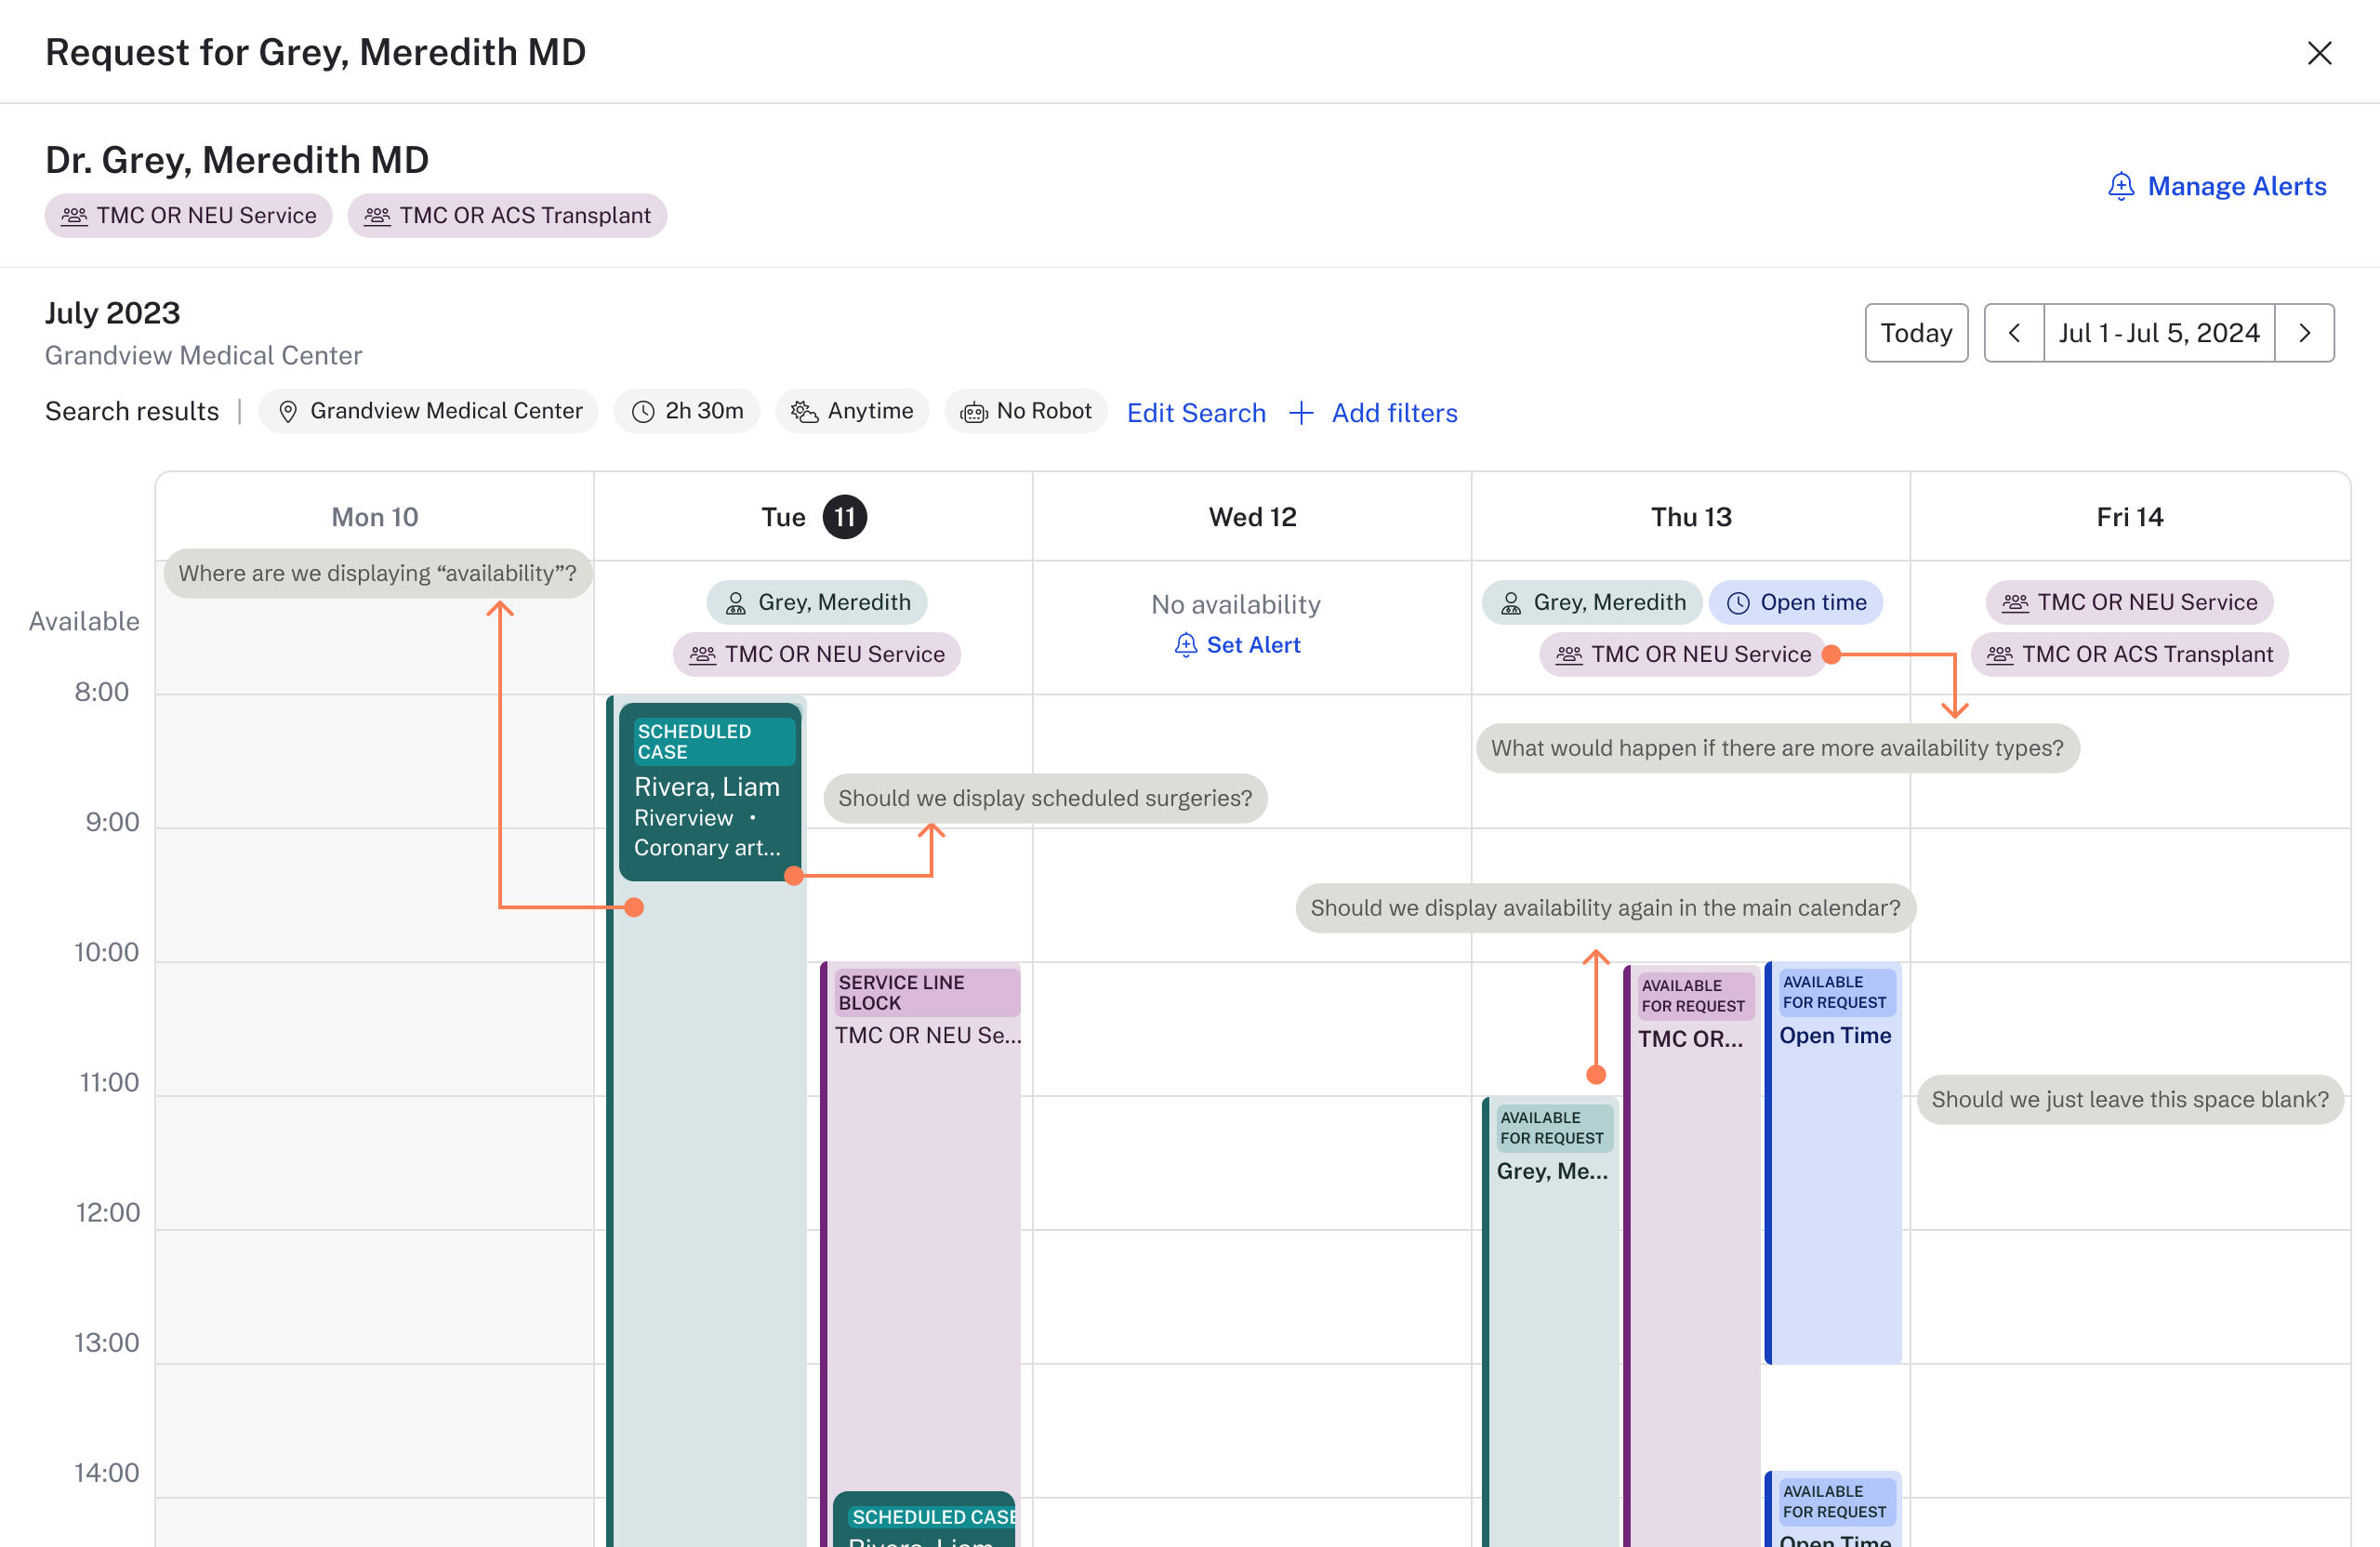 Request for Grey, Meredith MD
Dr. Grey, Meredith MD
TMC OR NEU Service
TMC OR ACS Transplant
Manage Alerts
July 2023
Grandview Medical Center
Today
Jul 1 - Jul 5, 2024
Search results | Grandview Medical Center 2h 30m Anytime No Robot Edit Search + Add filters
Mon 10
Tue 11
Wed 12
Thu 13
Fri 14
Where are we displaying “availability”?
Available
Grey, Meredith
TMC OR NEU Service
No availability
Set Alert
Grey, Meredith
Open time
TMC OR NEU Service
TMC OR NEU Service
TMC OR ACS Transplant
8:00
SCHEDULED
CASE
Rivera, Liam
Riverview •
Coronary art...
What would happen if there are more availability types?
Should we display scheduled surgeries?
9:00
Should we display availability again in the main calendar?
10:00
SERVICE LINE
BLOCK
TMC OR NEU Se...
AVAILABLE
FOR REQUEST
TMC OR...
AVAILABLE
FOR REQUEST
Open Time
11:00
AVAILABLE
FOR REQUEST
Grey, Me...
Should we just leave this space blank?
12:00
13:00
14:00
SCHEDULED CASE
Rivera, Liam
AVAILABLE
FOR REQUEST
Open Time